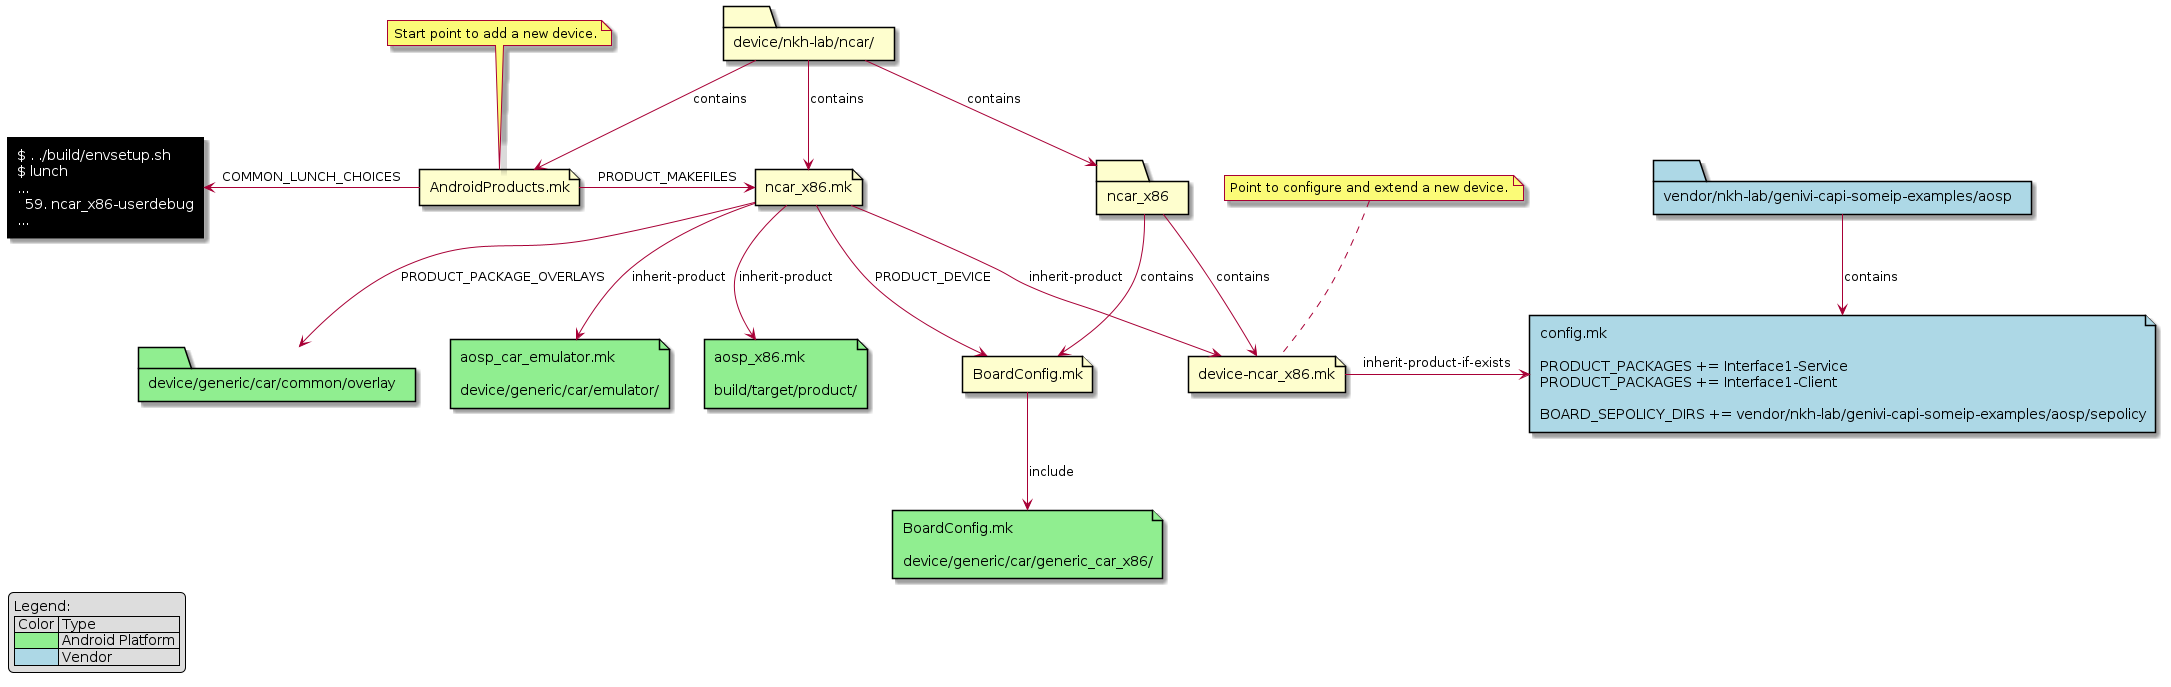 Start point to add a new device.
device/nkh-lab/ncar/
contains
contains
contains
$ . ./build/envsetup.sh
$ lunch
...
59. ncar_x86-userdebug
...
COMMON_LUNCH_CHOICES
AndroidProducts.mk
PRODUCT_MAKEFILES
ncar_x86.mk
ncar_x86
Point to configure and extend a new device.
vendor/nkh-lab/genivi-capi-someip-examples/aosp
PRODUCT_PACKAGE_OVERLAYS
inherit-product
inherit-product
PRODUCT_DEVICE
inherit-product
contains
contains
contains
device/generic/car/common/overlay
aosp_car_emulator.mk
device/generic/car/emulator/
aosp_x86.mk
build/target/product/
BoardConfig.mk
device-ncar_x86.mk
inherit-product-if-exists
config.mk
PRODUCT_PACKAGES += Interface1-Service
PRODUCT_PACKAGES += Interface1-Client
BOARD_SEPOLICY_DIRS += vendor/nkh-lab/genivi-capi-someip-examples/aosp/sepolicy
include
BoardConfig.mk
device/generic/car/generic_car_x86/
Legend:
Color Type
Android Platform
Vendor